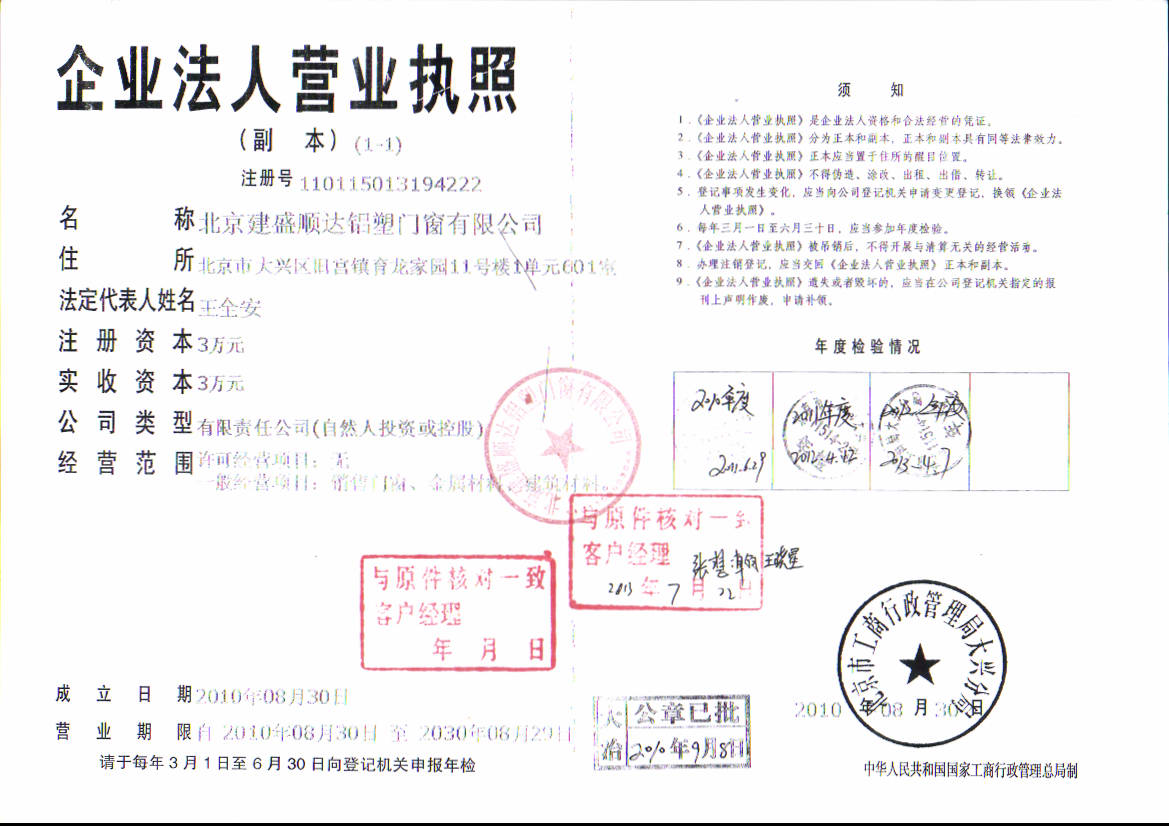 企业法人营业执照
（副 本）(1-1)
注册号 110115013194222
名 称 北京建盛顺达铝塑门窗有限公司
住 所 北京市大兴区旧宫镇育龙家园11号楼1单元601室
法定代表人姓名 王全安
注 册 资 本 3万元
实 收 资 本 3万元
公 司 类 型 有限责任公司(自然人投资或控股)
经 营 范 围 许可经营项目：无
一般经营项目：销售门窗、金属材料、建筑材料。
与原件核对一致
客户经理
年 月 日
成 立 日 期 2010年08月30日
营 业 期 限 自 2010年08月30日 至 2030年08月29日
请于每年3月1日至6月30日向登记机关申报年检
须 知
1．《企业法人营业执照》是企业法人资格和合法经营的凭证。
2．《企业法人营业执照》分为正本和副本，正本和副本具有同等法律效力。
3．《企业法人营业执照》正本应当置于住所的醒目位置。
4．《企业法人营业执照》不得伪造、涂改、出租、出借、转让。
5．登记事项发生变化，应当向公司登记机关申请变更登记，换领《企业法
人营业执照》。
6．每年三月一日至六月三十日，应当参加年度检验。
7．《企业法人营业执照》被吊销后，不得开展与清算无关的经营活动。
8．办理注销登记，应当交回《企业法人营业执照》正本和副本。
9．《企业法人营业执照》遗失或者毁坏的，应当在公司登记机关指定的报
刊上声明作废，申请补领。
年度检验情况
2010年度
2011.6.29
2011年度
2012.4.12
2012年度
2013.4.7
与原件核对一致
客户经理
2013 年 7 月 22 日
北京市工商行政管理局大兴分局
2010 年 08 月 30 日
公章已批
2010年9月8日
中华人民共和国国家工商行政管理总局制